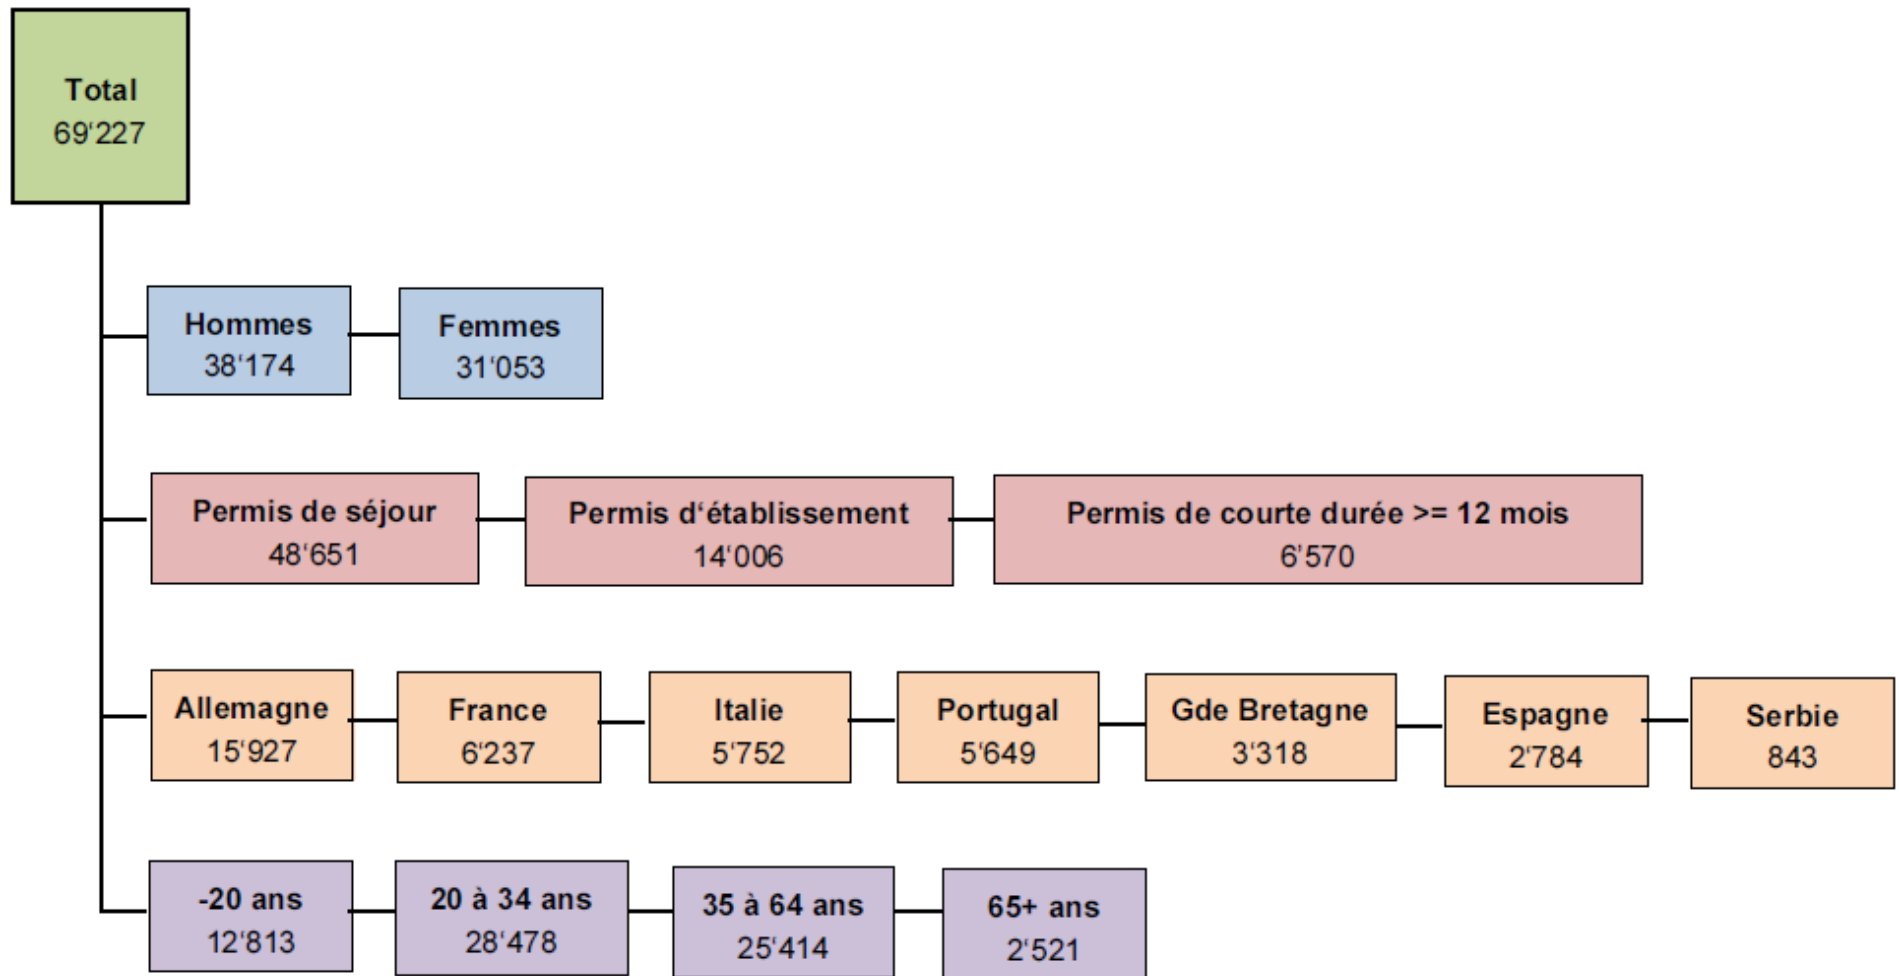 Total
69‘227
Hommes
38‘174
Femmes
31‘053
Permis de séjour
48‘651
Permis d‘établissement
14‘006
Permis de courte durée >= 12 mois
6‘570
Allemagne
15‘927
France
6‘237
Italie
5‘752
Portugal
5‘649
Gde Bretagne
3‘318
Espagne
2‘784
Serbie
843
-20 ans
12‘813
20 à 34 ans
28‘478
35 à 64 ans
25‘414
65+ ans
2‘521